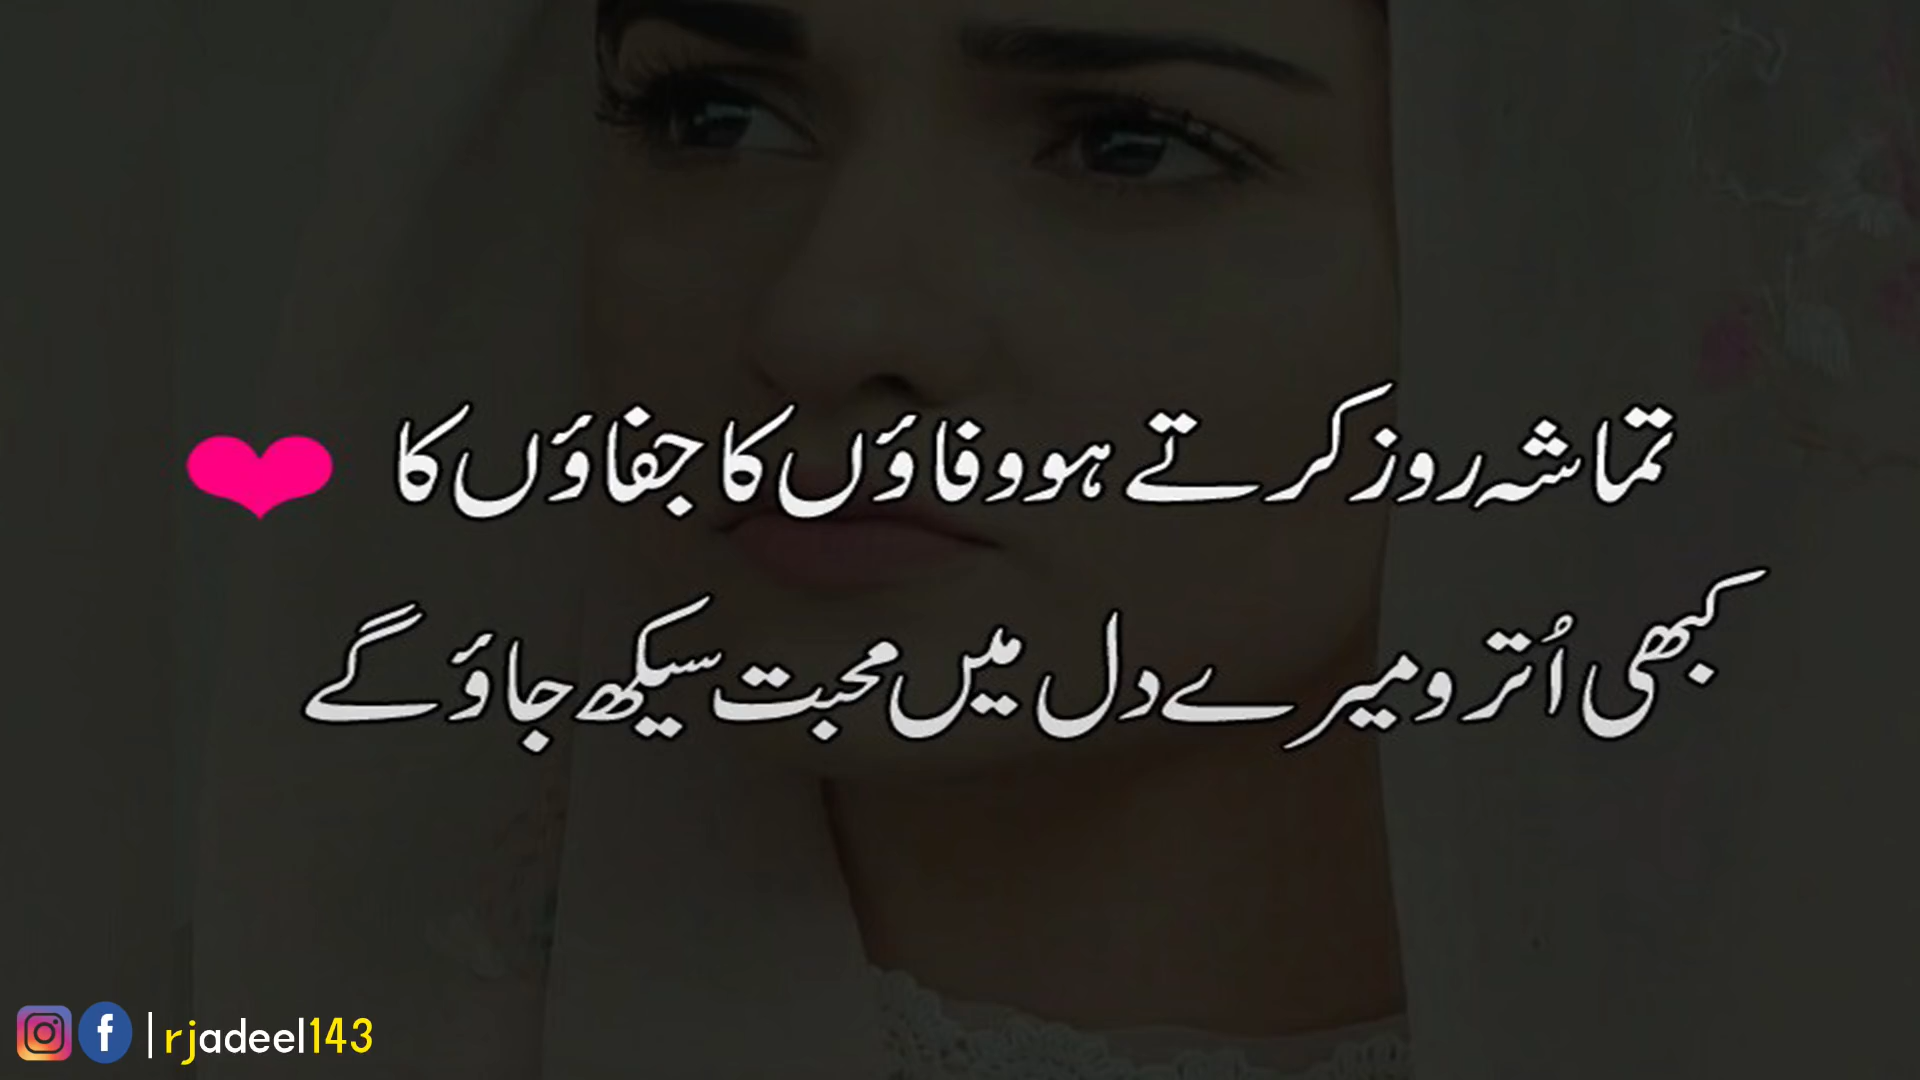 تماشہ روز کرتے ہو وفاؤں کا جفاؤں کا
کبھی اُترو میرے دل میں محبت سیکھ جاؤ گے
rjadeel143